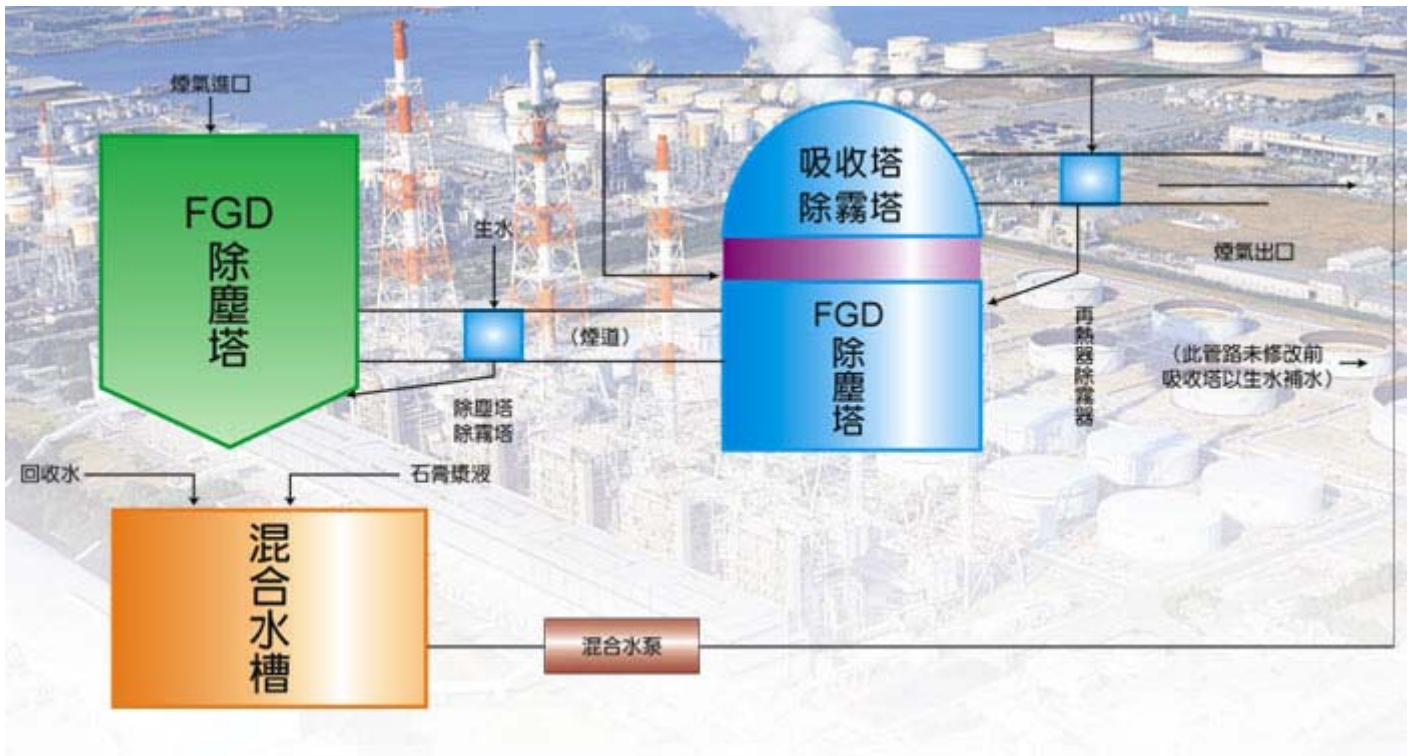 煙氣進口
FGD
除塵塔
生水
(煙道)
除塵塔
除霧塔
吸收塔
除霧塔
FGD
除塵塔
煙氣出口
再熱器除霧器
(此管路未修改前
吸收塔以生水補水)
回收水
石膏漿液
混合水槽
混合水泵